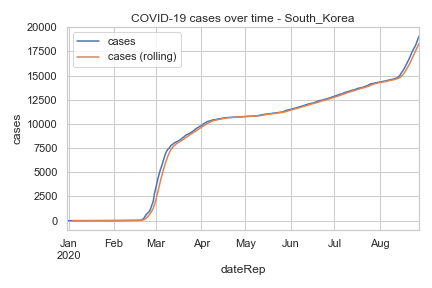 COVID-19 cases over time - South_Korea
cases
cases (rolling)
20000
17500
15000
12500
10000
7500
5000
2500
0
cases
Jan Feb Mar Apr May Jun Jul Aug
2020
dateRep